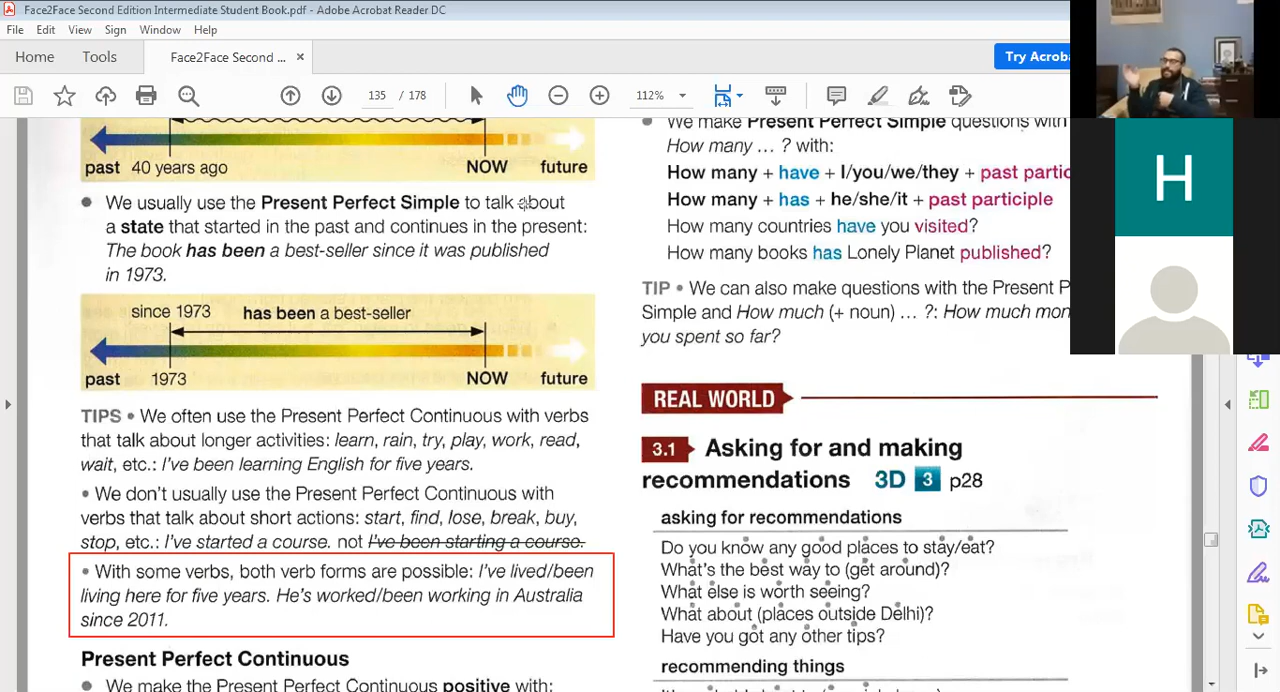 Face2Face Second Edition Intermediate Student Book.pdf - Adobe Acrobat Reader DC
File Edit View Sign Window Help
Home Tools Face2Face Second ... × Try Acroba
135 / 178 112%
past 40 years ago NOW future
• We usually use the Present Perfect Simple to talk about
a state that started in the past and continues in the present:
The book has been a best-seller since it was published
in 1973.
since 1973 has been a best-seller
past 1973 NOW future
TIPS • We often use the Present Perfect Continuous with verbs
that talk about longer activities: learn, rain, try, play, work, read,
wait, etc.: I've been learning English for five years.
• We don't usually use the Present Perfect Continuous with
verbs that talk about short actions: start, find, lose, break, buy,
stop, etc.: I've started a course. not I've been starting a course.
• With some verbs, both verb forms are possible: I've lived/been
living here for five years. He's worked/been working in Australia
since 2011.
Present Perfect Continuous
• We make the Present Perfect Continuous positive with:
• We make Present Perfect Simple questions with
How many ... ? with:
How many + have + I/you/we/they + past partic
How many + has + he/she/it + past participle
How many countries have you visited?
How many books has Lonely Planet published?
TIP • We can also make questions with the Present P
Simple and How much (+ noun) ... ?: How much mon
you spent so far?
REAL WORLD
3.1 Asking for and making
recommendations 3D 3 p28
asking for recommendations
Do you know any good places to stay/eat?
What's the best way to (get around)?
What else is worth seeing?
What about (places outside Delhi)?
Have you got any other tips?
recommending things
H